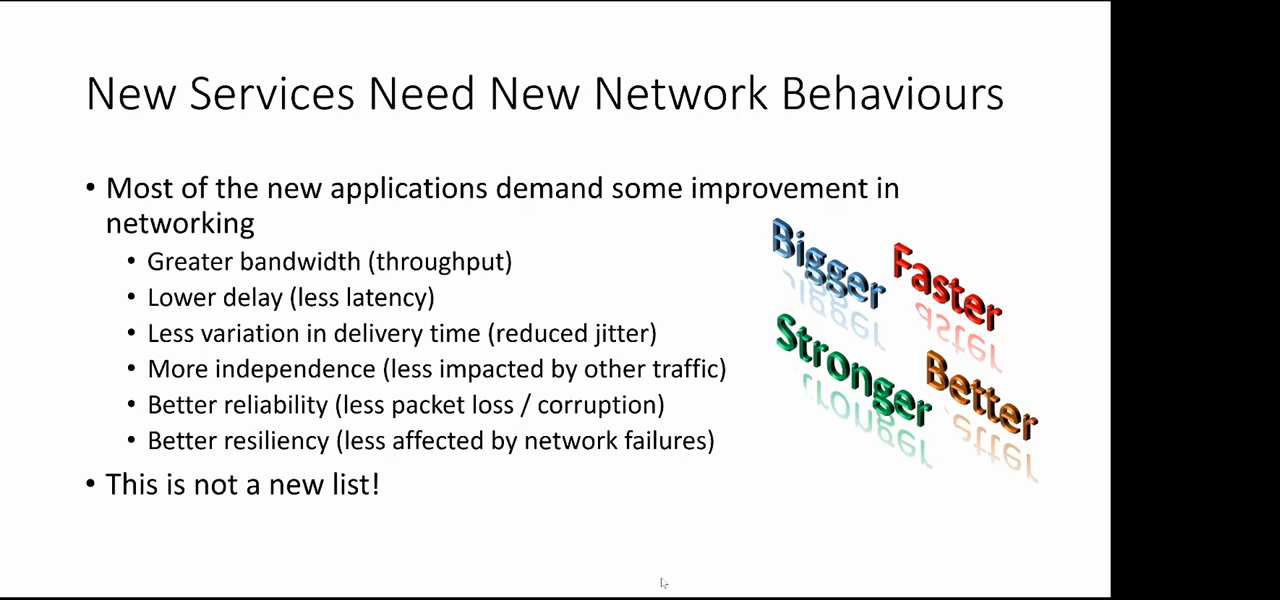 New Services Need New Network Behaviours
• Most of the new applications demand some improvement in
networking
• Greater bandwidth (throughput)
• Lower delay (less latency)
• Less variation in delivery time (reduced jitter)
• More independence (less impacted by other traffic)
• Better reliability (less packet loss / corruption)
• Better resiliency (less affected by network failures)
• This is not a new list!
Bigger
Faster
Stronger
Better